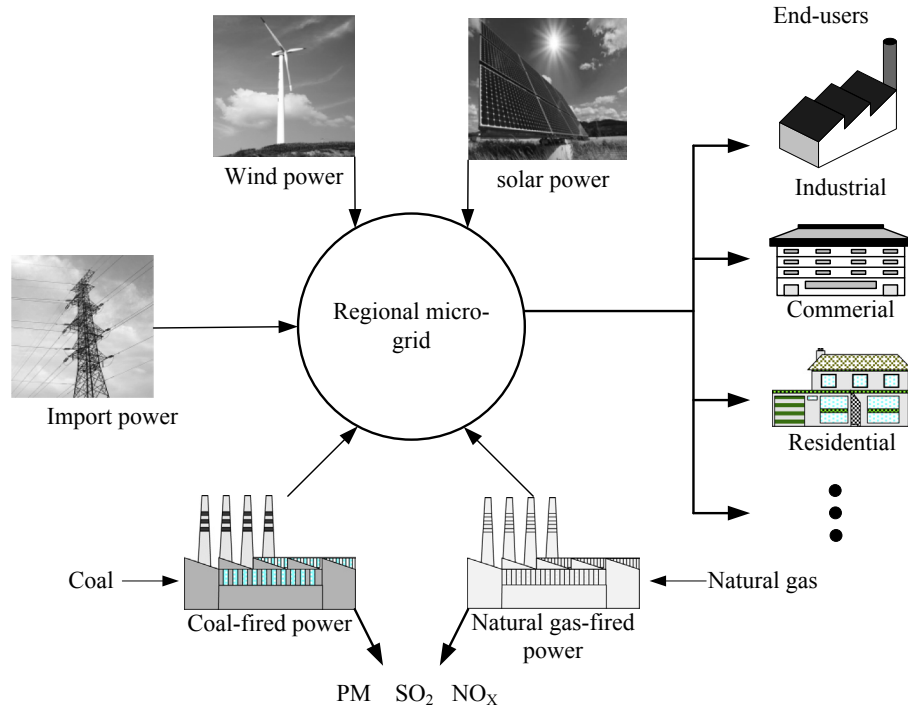 End-users
Wind power
solar power
Industrial
Regional micro-
grid
Commerial
Import power
Residential
Coal
Natural gas
Coal-fired power
Natural gas-fired
power
PM SO₂ NOX